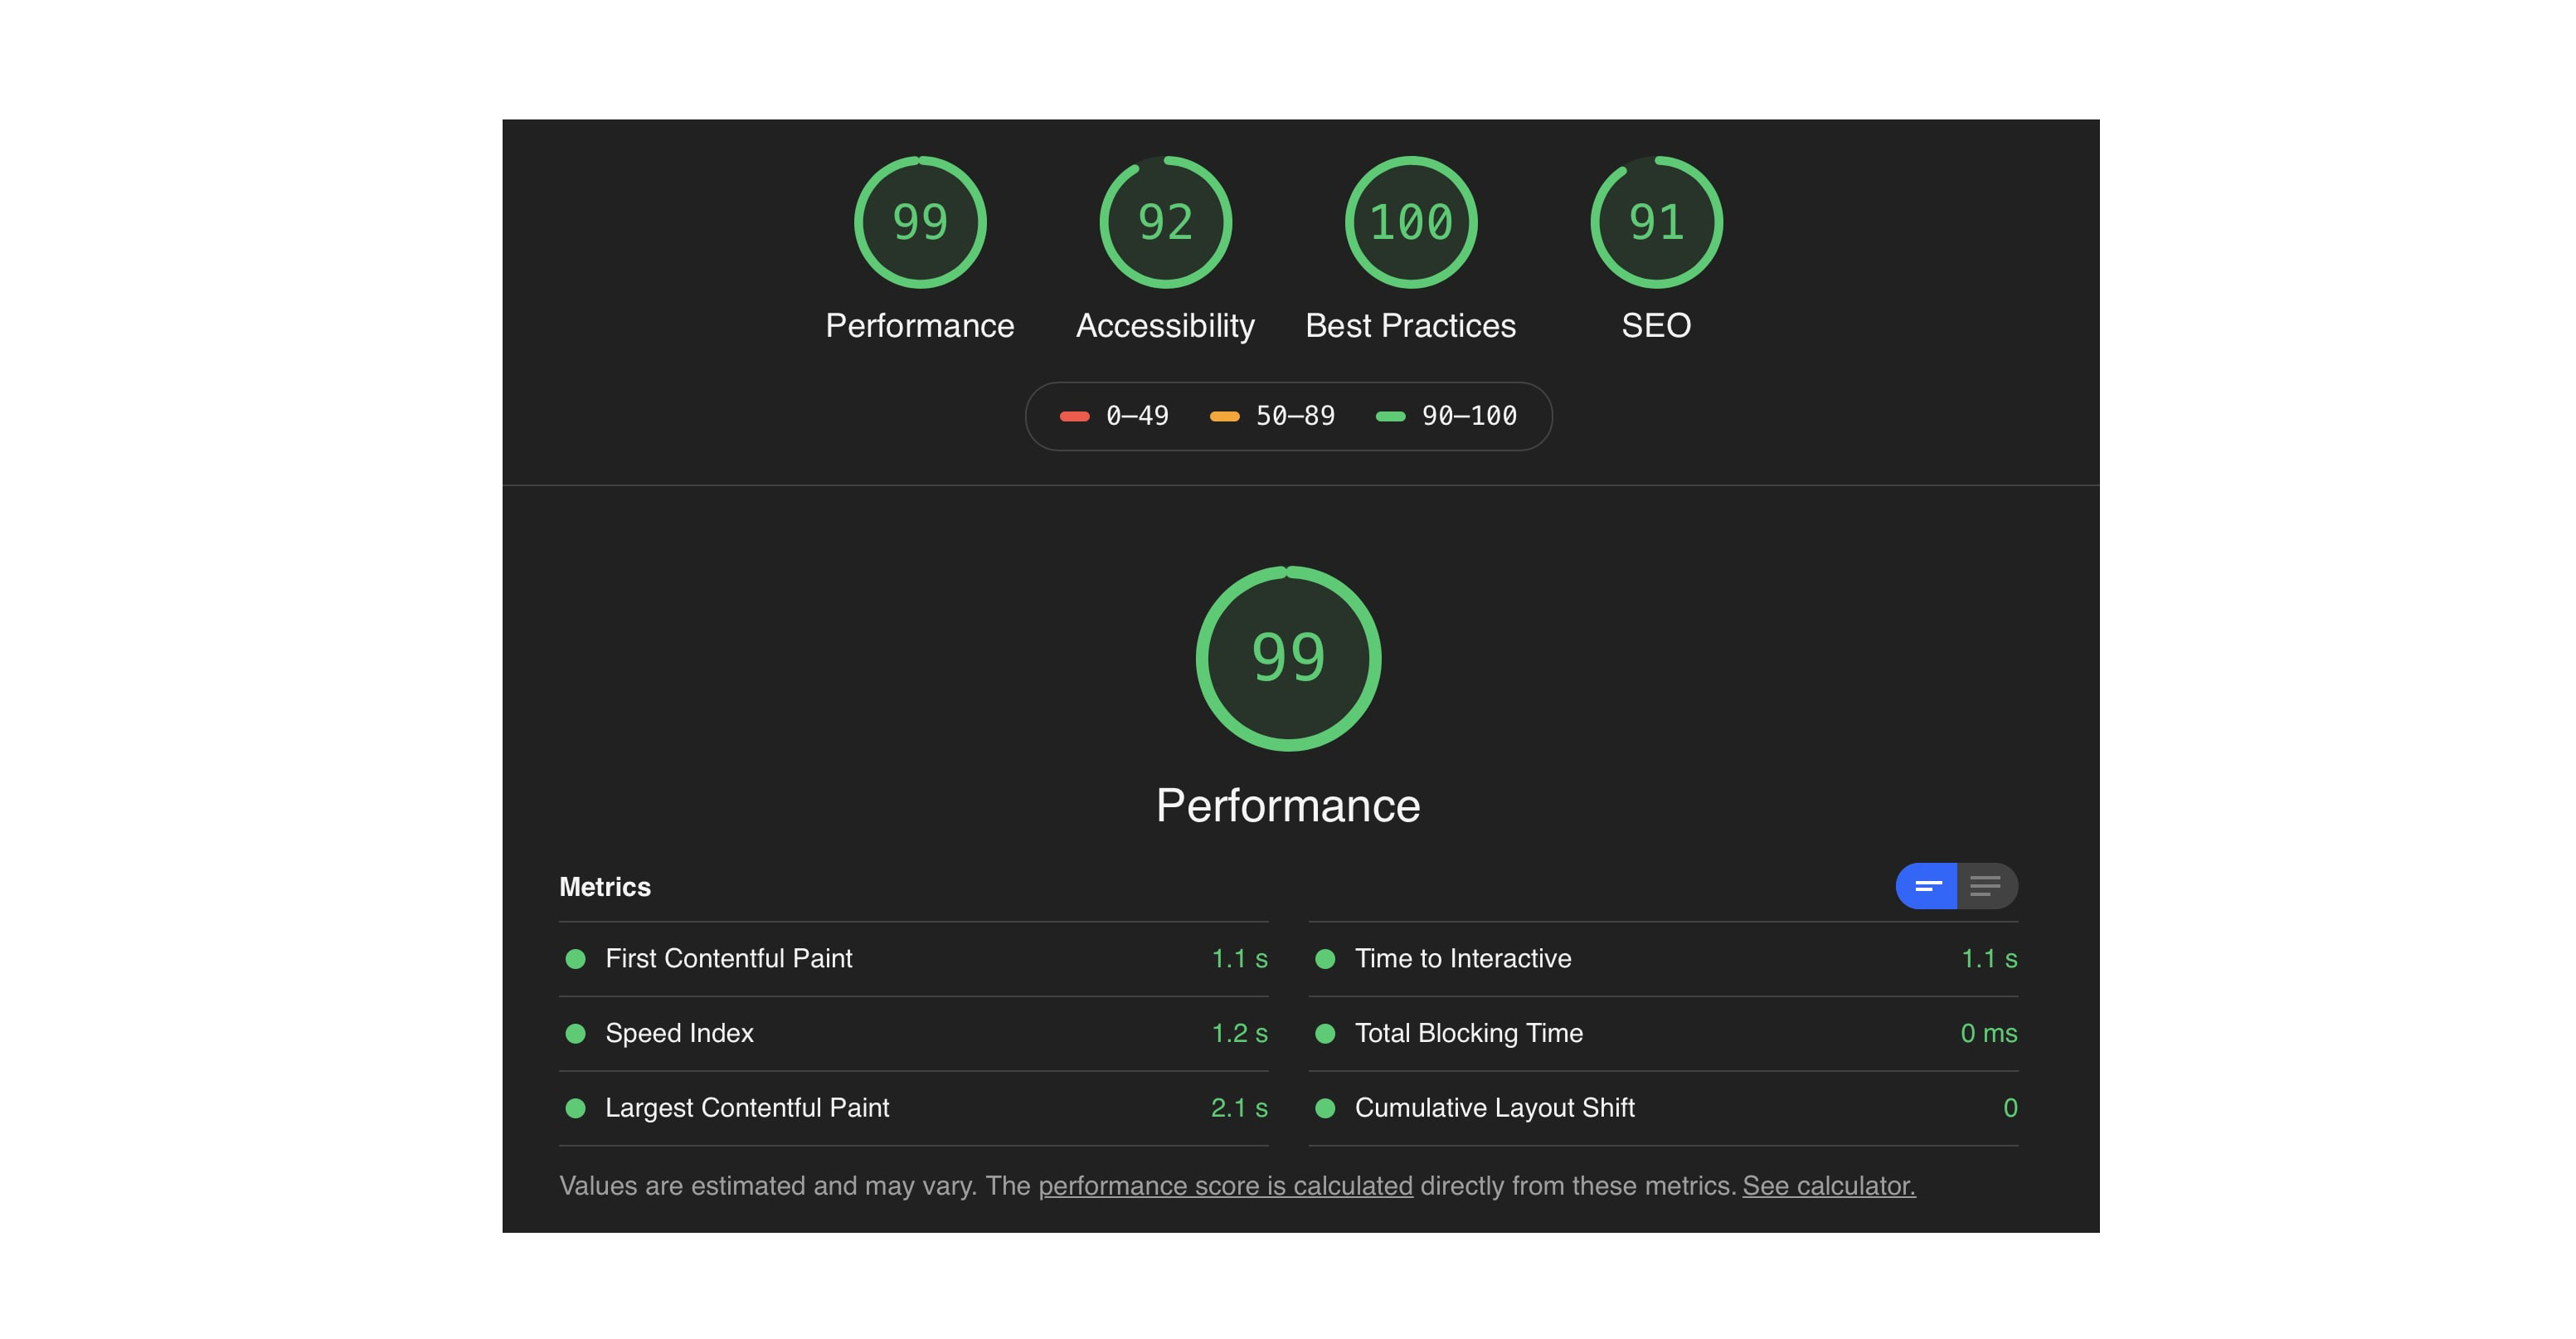 99 92 100 91
Performance Accessibility Best Practices SEO
0–49 50–89 90–100
99
Performance
Metrics
First Contentful Paint 1.1 s
Time to Interactive 1.1 s
Speed Index 1.2 s
Total Blocking Time 0 ms
Largest Contentful Paint 2.1 s
Cumulative Layout Shift 0
Values are estimated and may vary. The performance score is calculated directly from these metrics. See calculator.